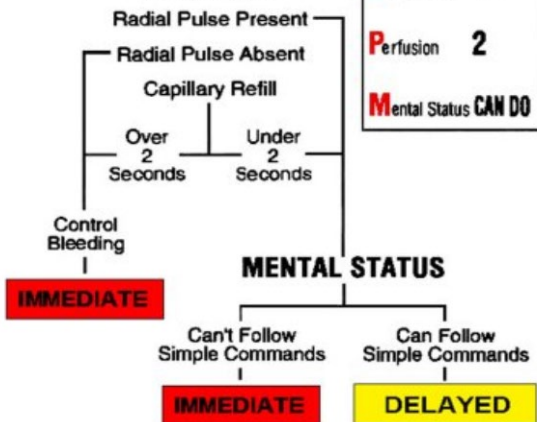 Radial Pulse Present
Radial Pulse Absent
Capillary Refill
Over
2
Seconds
Under
2
Seconds
Control
Bleeding
IMMEDIATE
Perfusion 2
Mental Status CAN DO
MENTAL STATUS
Can't Follow
Simple Commands
IMMEDIATE
Can Follow
Simple Commands
DELAYED